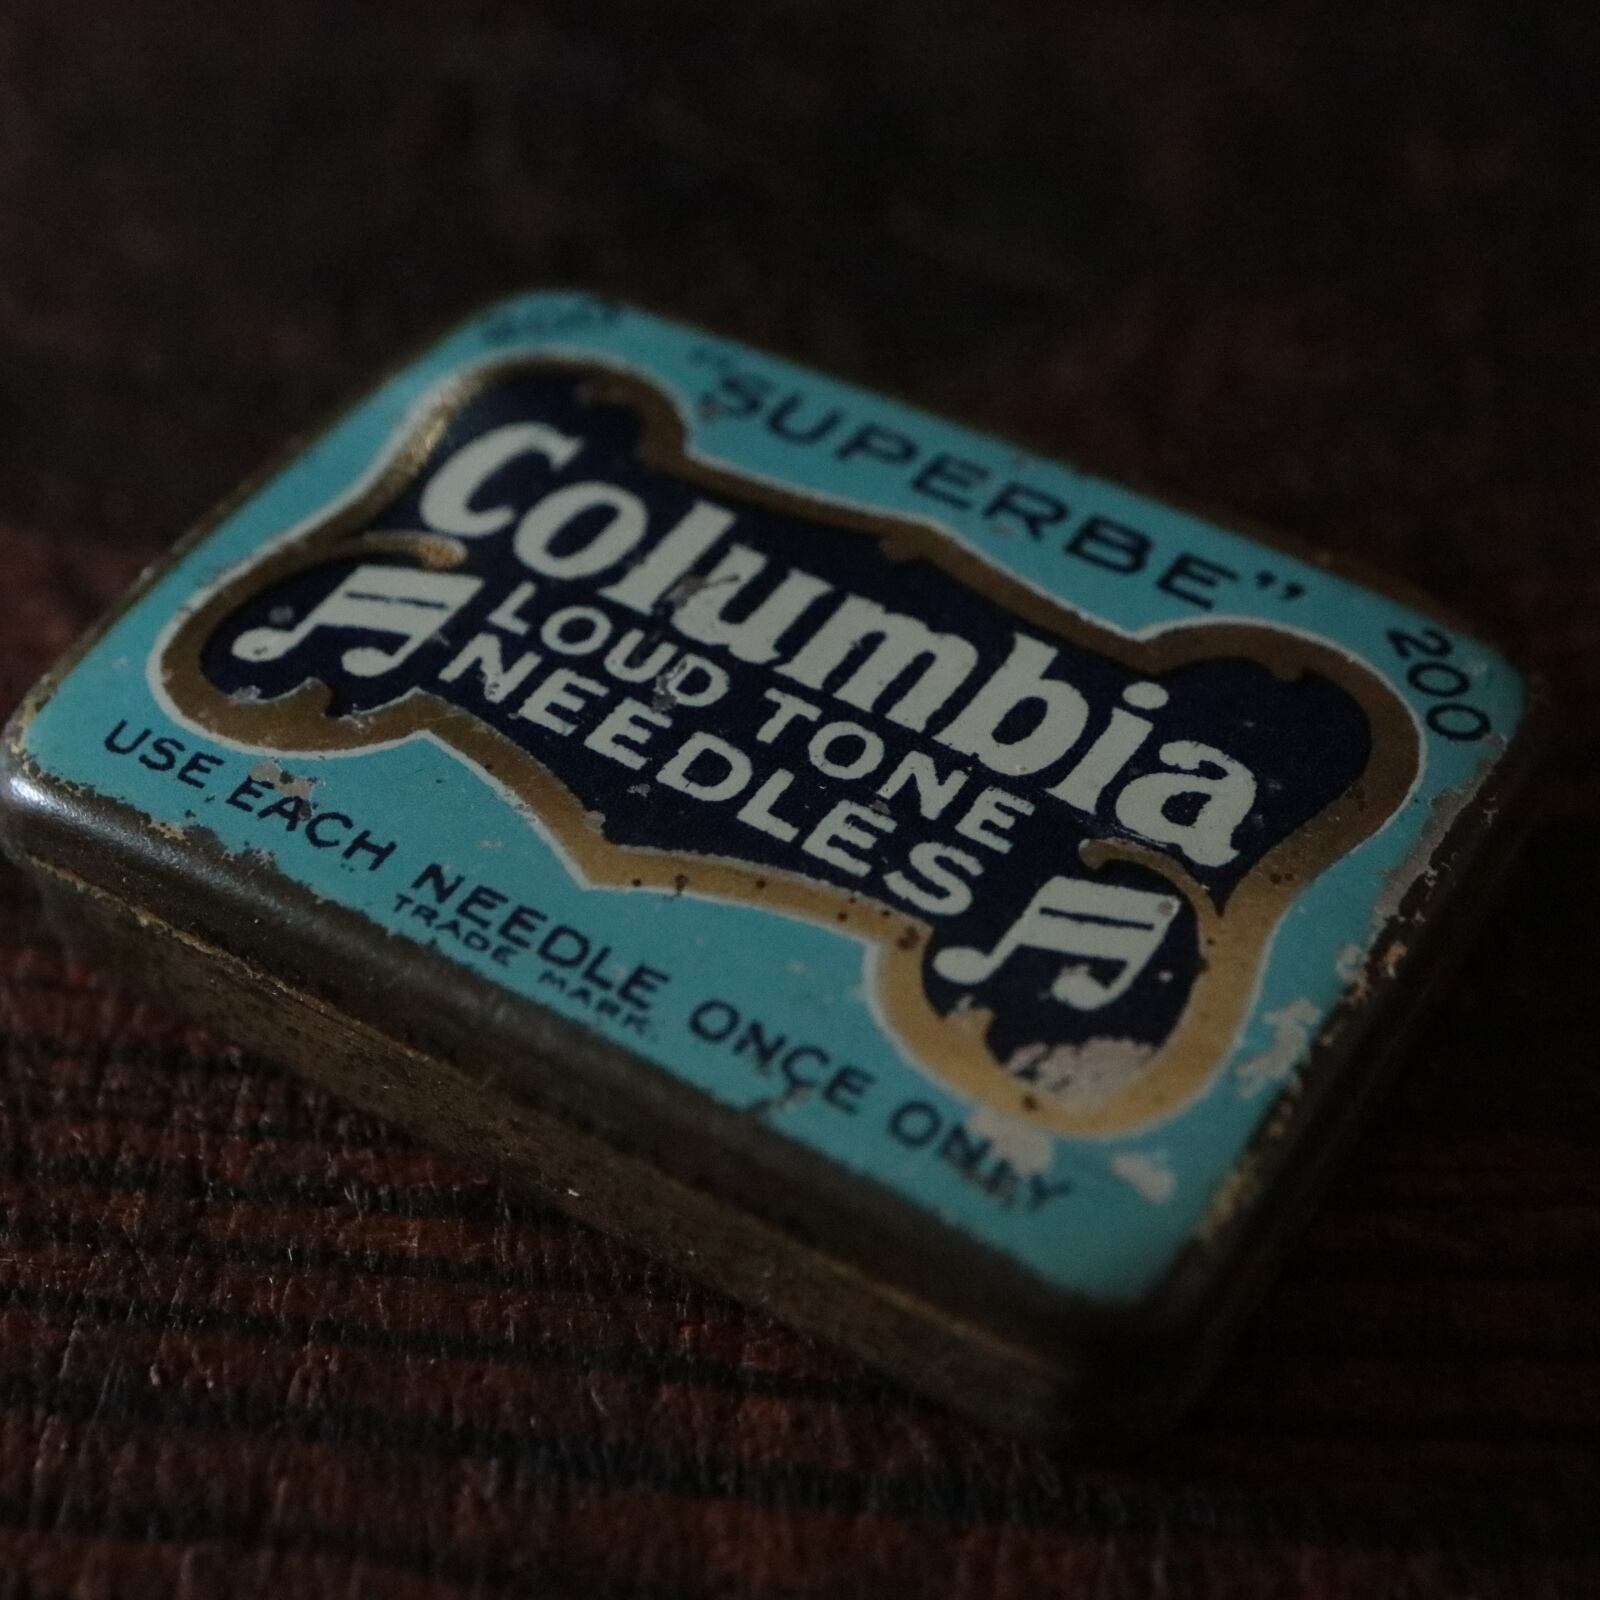 "SUPERBE"
200
Columbia
LOUD TONE
NEEDLES
USE EACH NEEDLE ONCE ONLY
TRADE MARK.